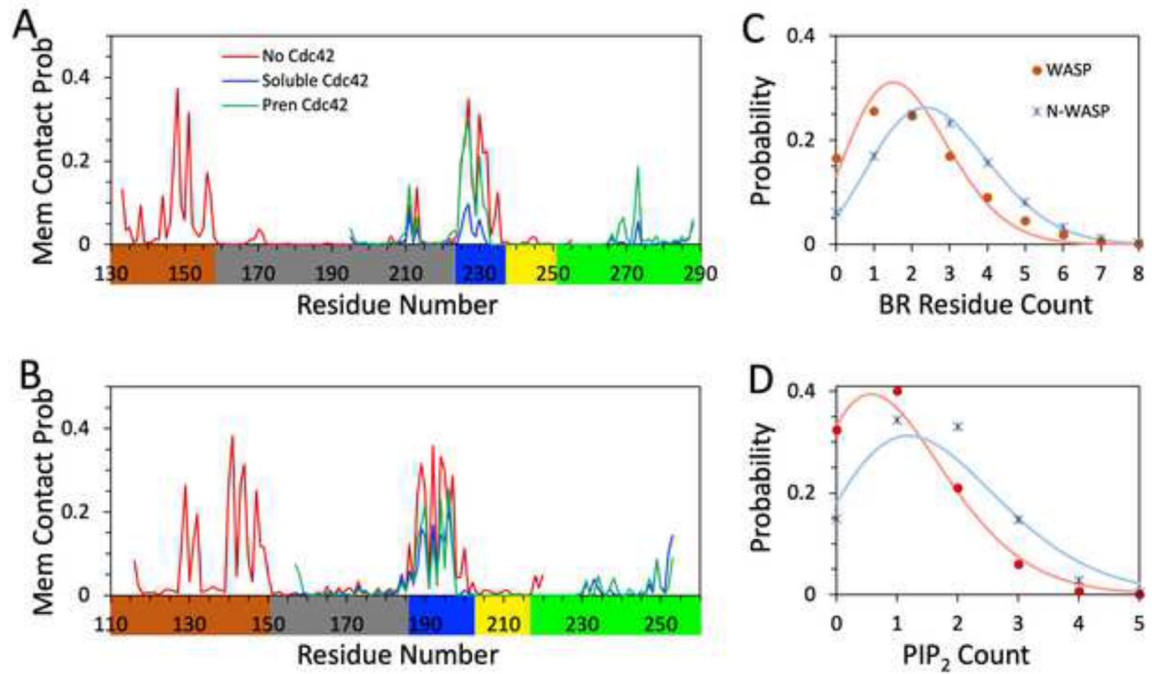 A
Mem Contact Prob
0.4
0.2
0
No Cdc42
Soluble Cdc42
Pren Cdc42
130 150 170 190 210 230 250 270 290
Residue Number
B
Mem Contact Prob
0.4
0.2
0
110 130 150 170 190 210 230 250
Residue Number
C
Probability
0.4
0.2
0
WASP
N-WASP
0 1 2 3 4 5 6 7 8
BR Residue Count
D
Probability
0.4
0.2
0
0 1 2 3 4 5
PIP2 Count